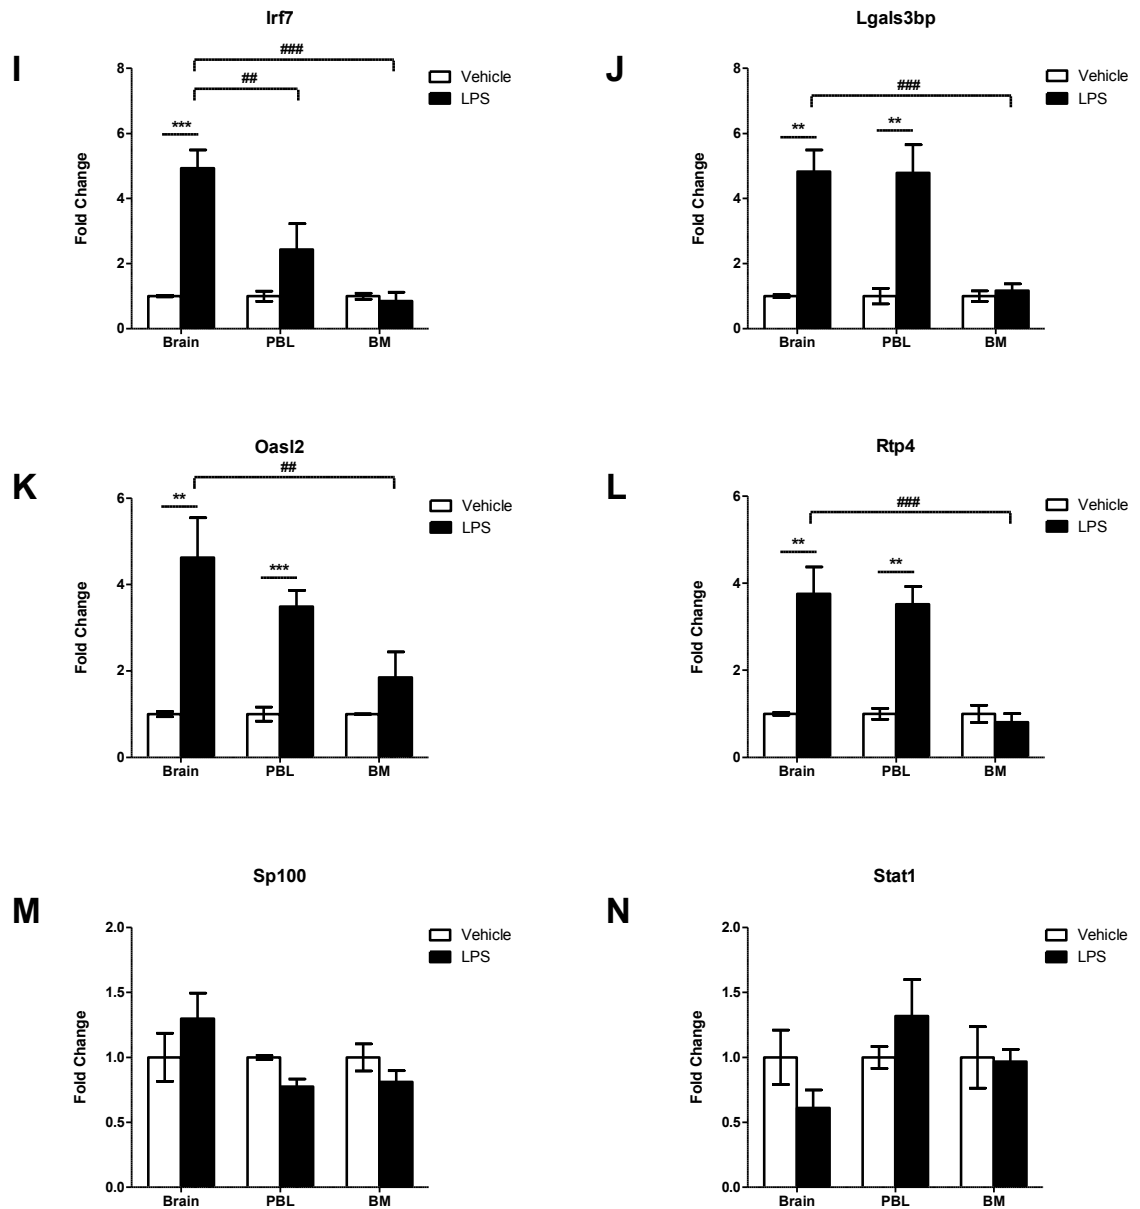 Irf7
I
###
##
***
Vehicle
LPS
Fold Change
8
6
4
2
0
Brain PBL BM
Lgals3bp
J
###
**
**
Vehicle
LPS
Fold Change
8
6
4
2
0
Brain PBL BM
Oasl2
K
##
**
***
Vehicle
LPS
Fold Change
6
4
2
0
Brain PBL BM
Rtp4
L
###
**
**
Vehicle
LPS
Fold Change
6
4
2
0
Brain PBL BM
Sp100
M
Vehicle
LPS
Fold Change
2.0
1.5
1.0
0.5
0.0
Brain PBL BM
Stat1
N
Vehicle
LPS
Fold Change
2.0
1.5
1.0
0.5
0.0
Brain PBL BM